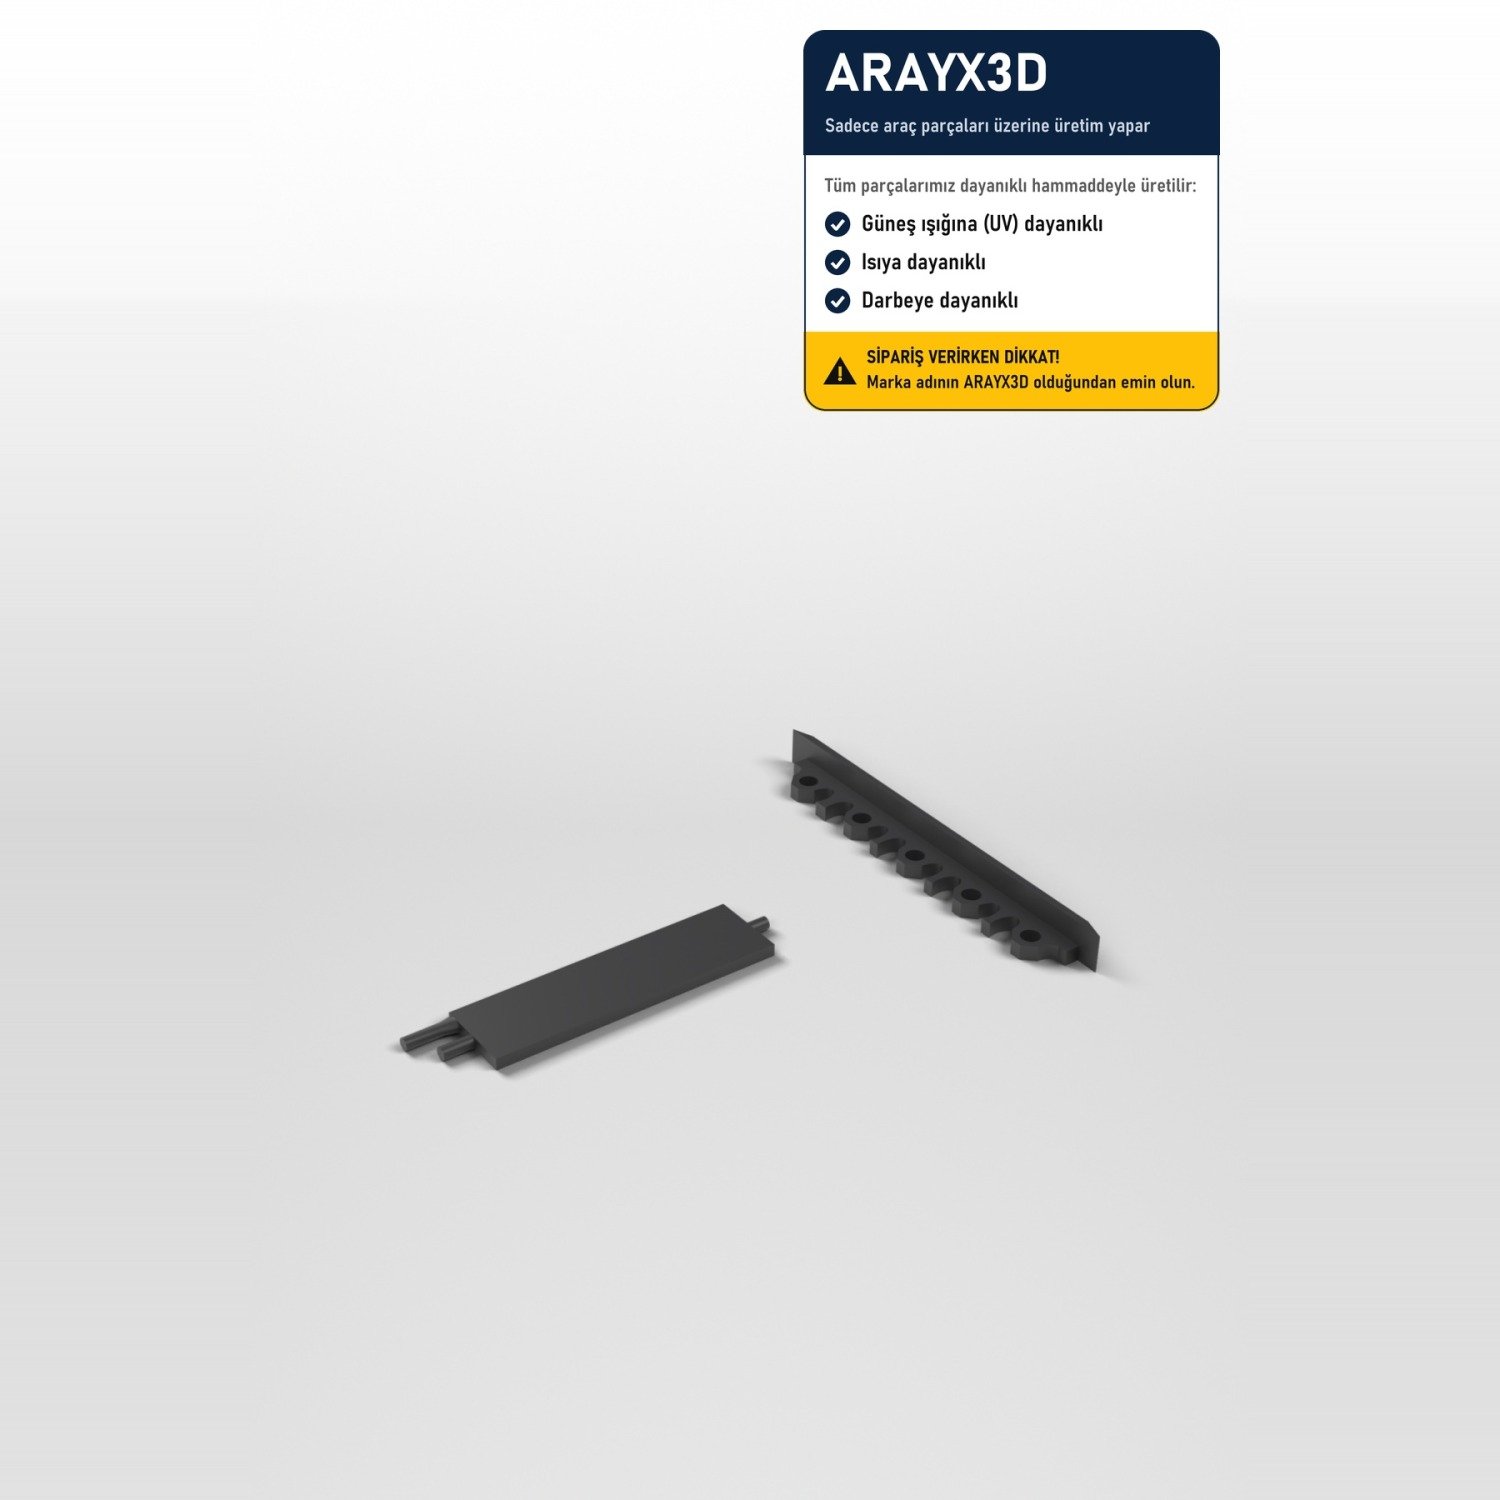 ARAYX3D
Sadece araç parçaları üzerine üretim yapar
Tüm parçalarımız dayanıklı hammaddeyle üretilir:
Güneş ışığına (UV) dayanıklı
Isıya dayanıklı
Darbeye dayanıklı
SİPARİŞ VERİRKEN DİKKAT!
Marka adının ARAYX3D olduğundan emin olun.